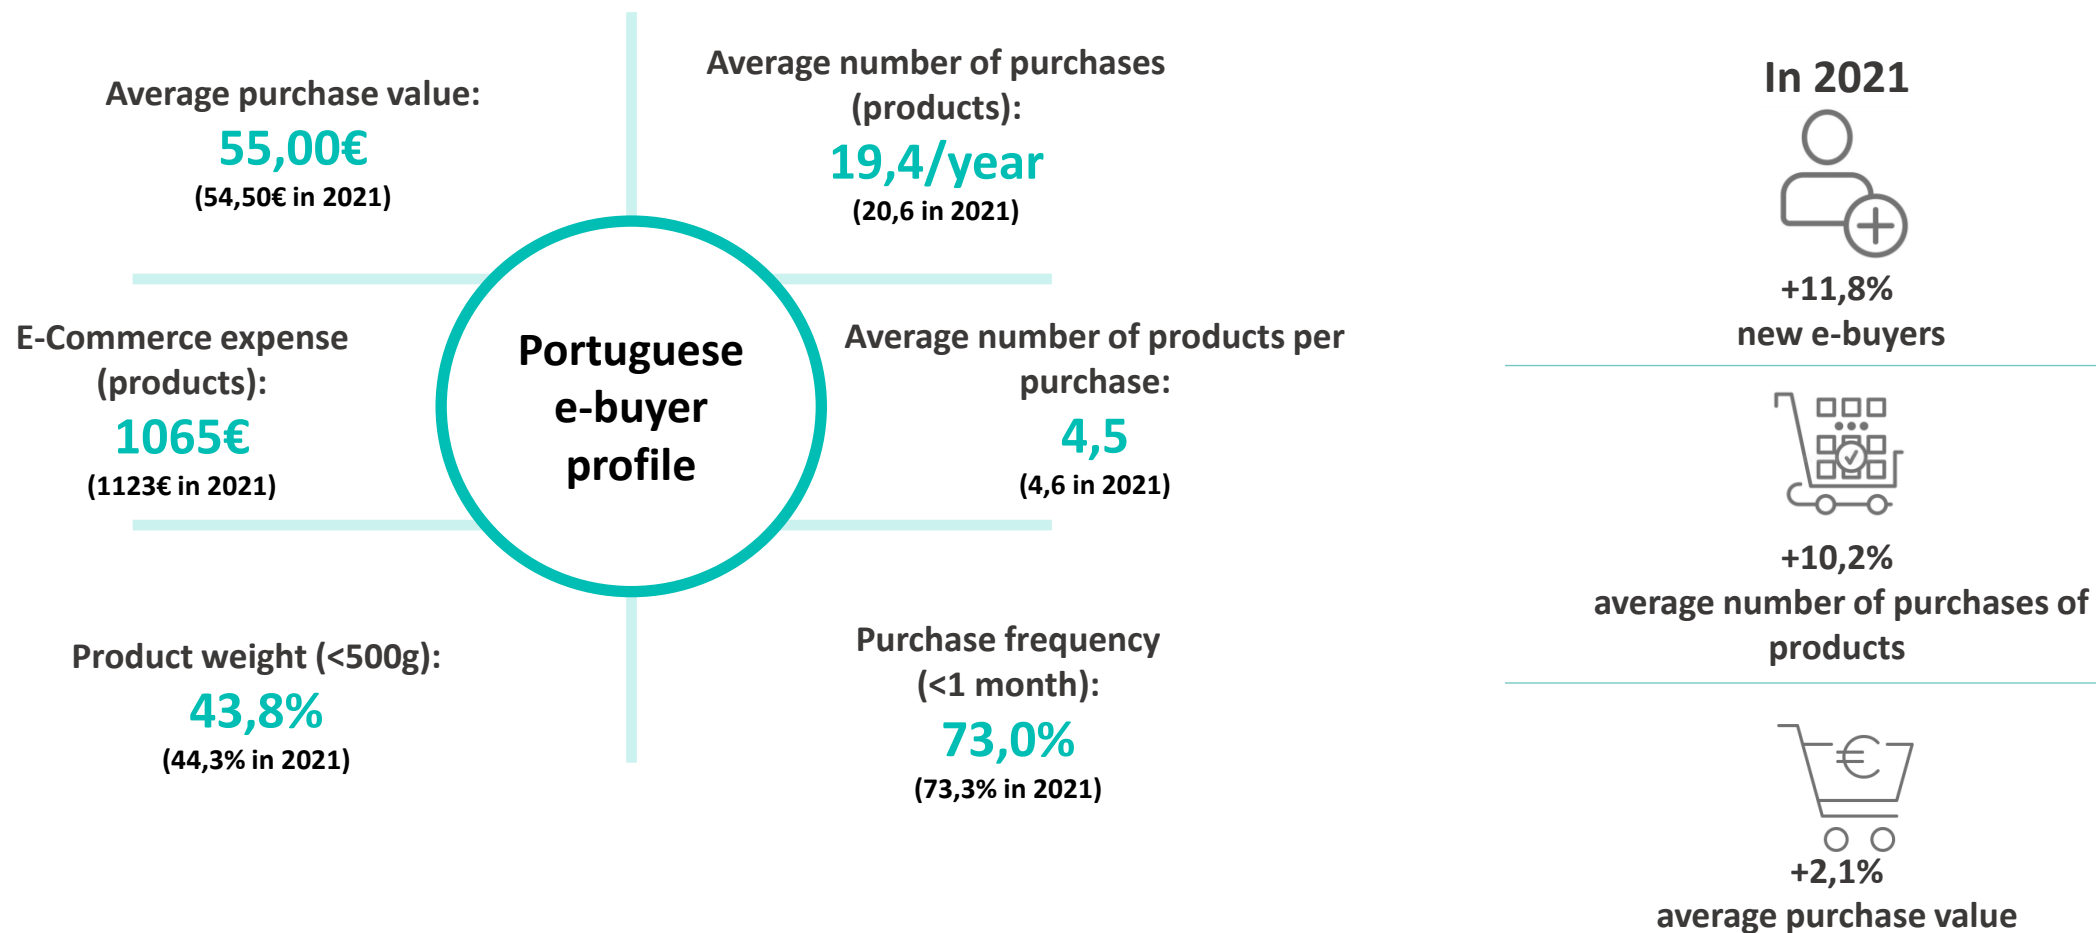 Average purchase value:
55,00€
(54,50€ in 2021)
Average number of purchases
(products):
19,4/year
(20,6 in 2021)
E-Commerce expense
(products):
1065€
(1123€ in 2021)
Portuguese
e-buyer
profile
Average number of products per
purchase:
4,5
(4,6 in 2021)
Product weight (<500g):
43,8%
(44,3% in 2021)
Purchase frequency
(<1 month):
73,0%
(73,3% in 2021)
In 2021
+11,8%
new e-buyers
+10,2%
average number of purchases of
products
+2,1%
average purchase value